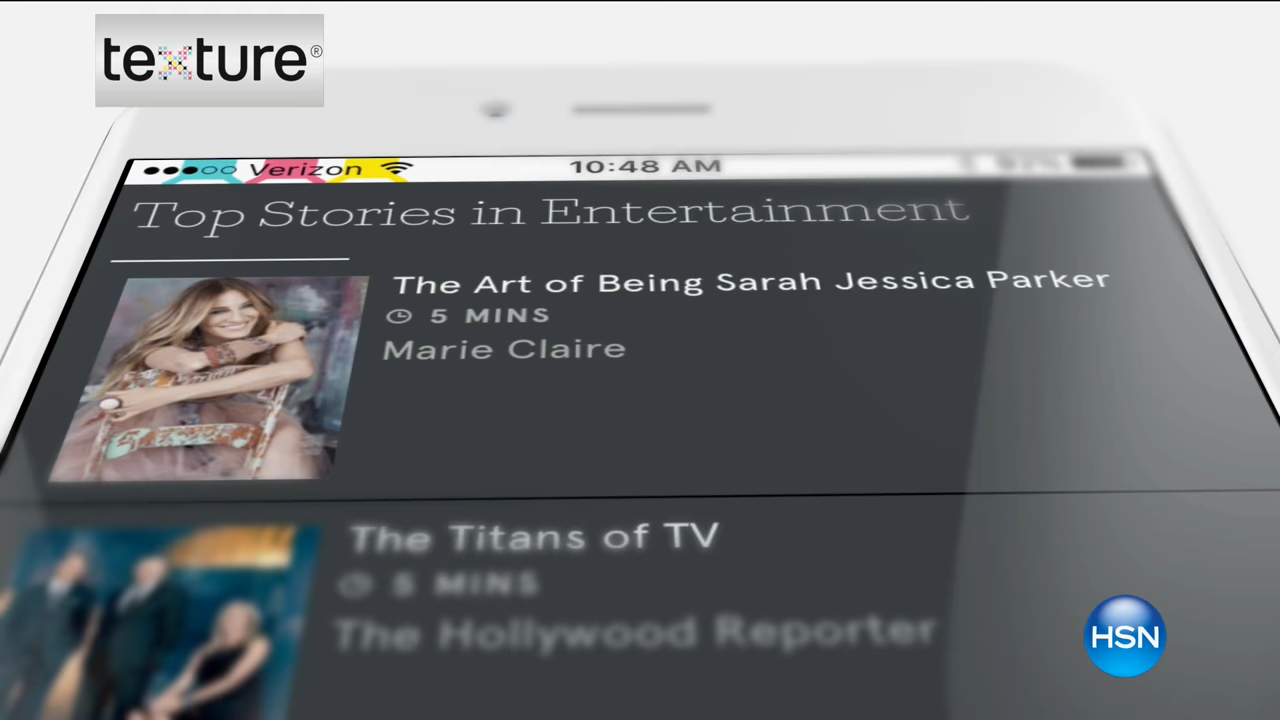 texture®
Verizon 10:48 AM
Top Stories in Entertainment
The Art of Being Sarah Jessica Parker
5 MINS
Marie Claire
The Titans of TV
5 MINS
The Hollywood Reporter
HSN